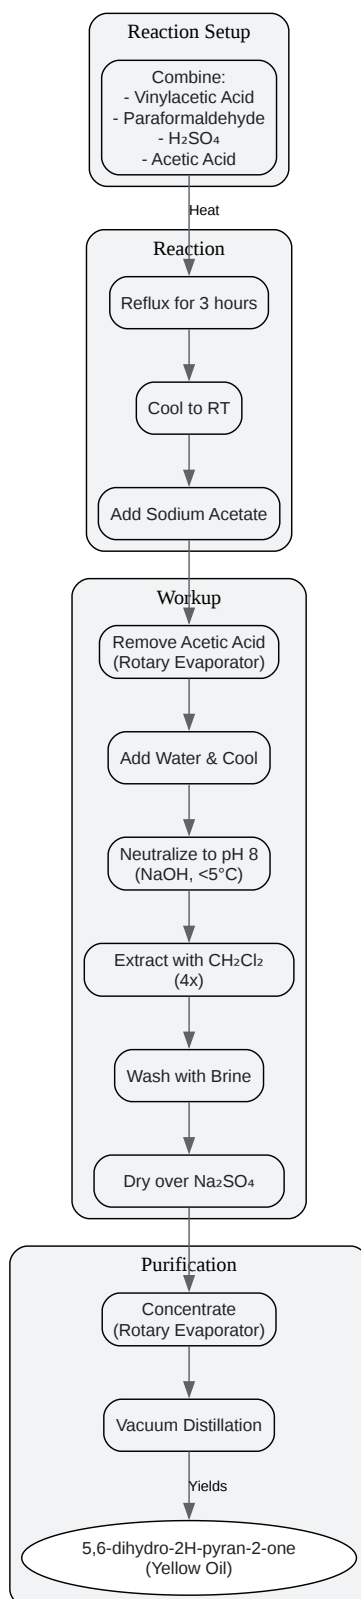 Reaction Setup
Combine:
- Vinylacetic Acid
- Paraformaldehyde
- H₂SO₄
- Acetic Acid
Heat
Reaction
Reflux for 3 hours
Cool to RT
Add Sodium Acetate
Workup
Remove Acetic Acid
(Rotary Evaporator)
Add Water & Cool
Neutralize to pH 8
(NaOH, <5°C)
Extract with CH₂Cl₂
(4x)
Wash with Brine
Dry over Na₂SO₄
Purification
Concentrate
(Rotary Evaporator)
Vacuum Distillation
Yields
5,6-dihydro-2H-pyran-2-one
(Yellow Oil)